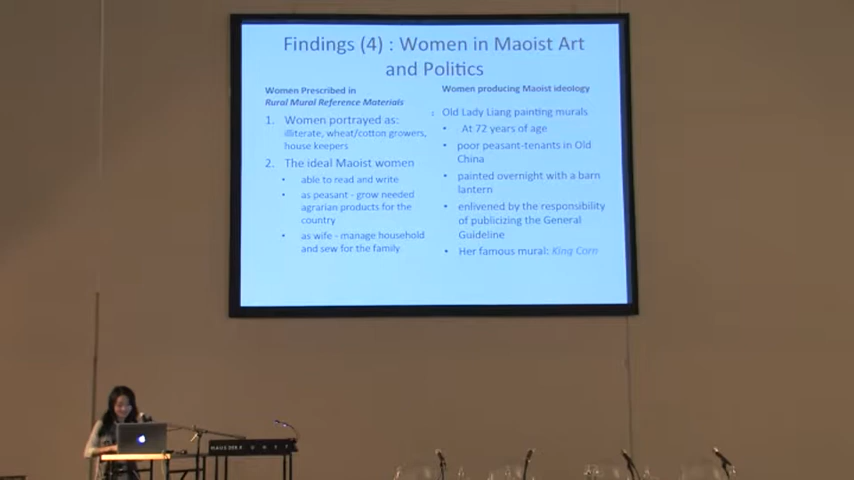 Findings (4) : Women in Maoist Art
and Politics
Women Prescribed in
Rural Mural Reference Materials
1. Women portrayed as:
illiterate, wheat/cotton growers,
house keepers
2. The ideal Maoist women
• able to read and write
• as peasant - grow needed
agrarian products for the
country
• as wife - manage household
and sew for the family
Women producing Maoist ideology
Old Lady Liang painting murals
• At 72 years of age
• poor peasant-tenants in Old
China
• painted overnight with a barn
lantern
• enlivened by the responsibility
of publicizing the General
Guideline
• Her famous mural: King Corn
HAUS DER K U N S T